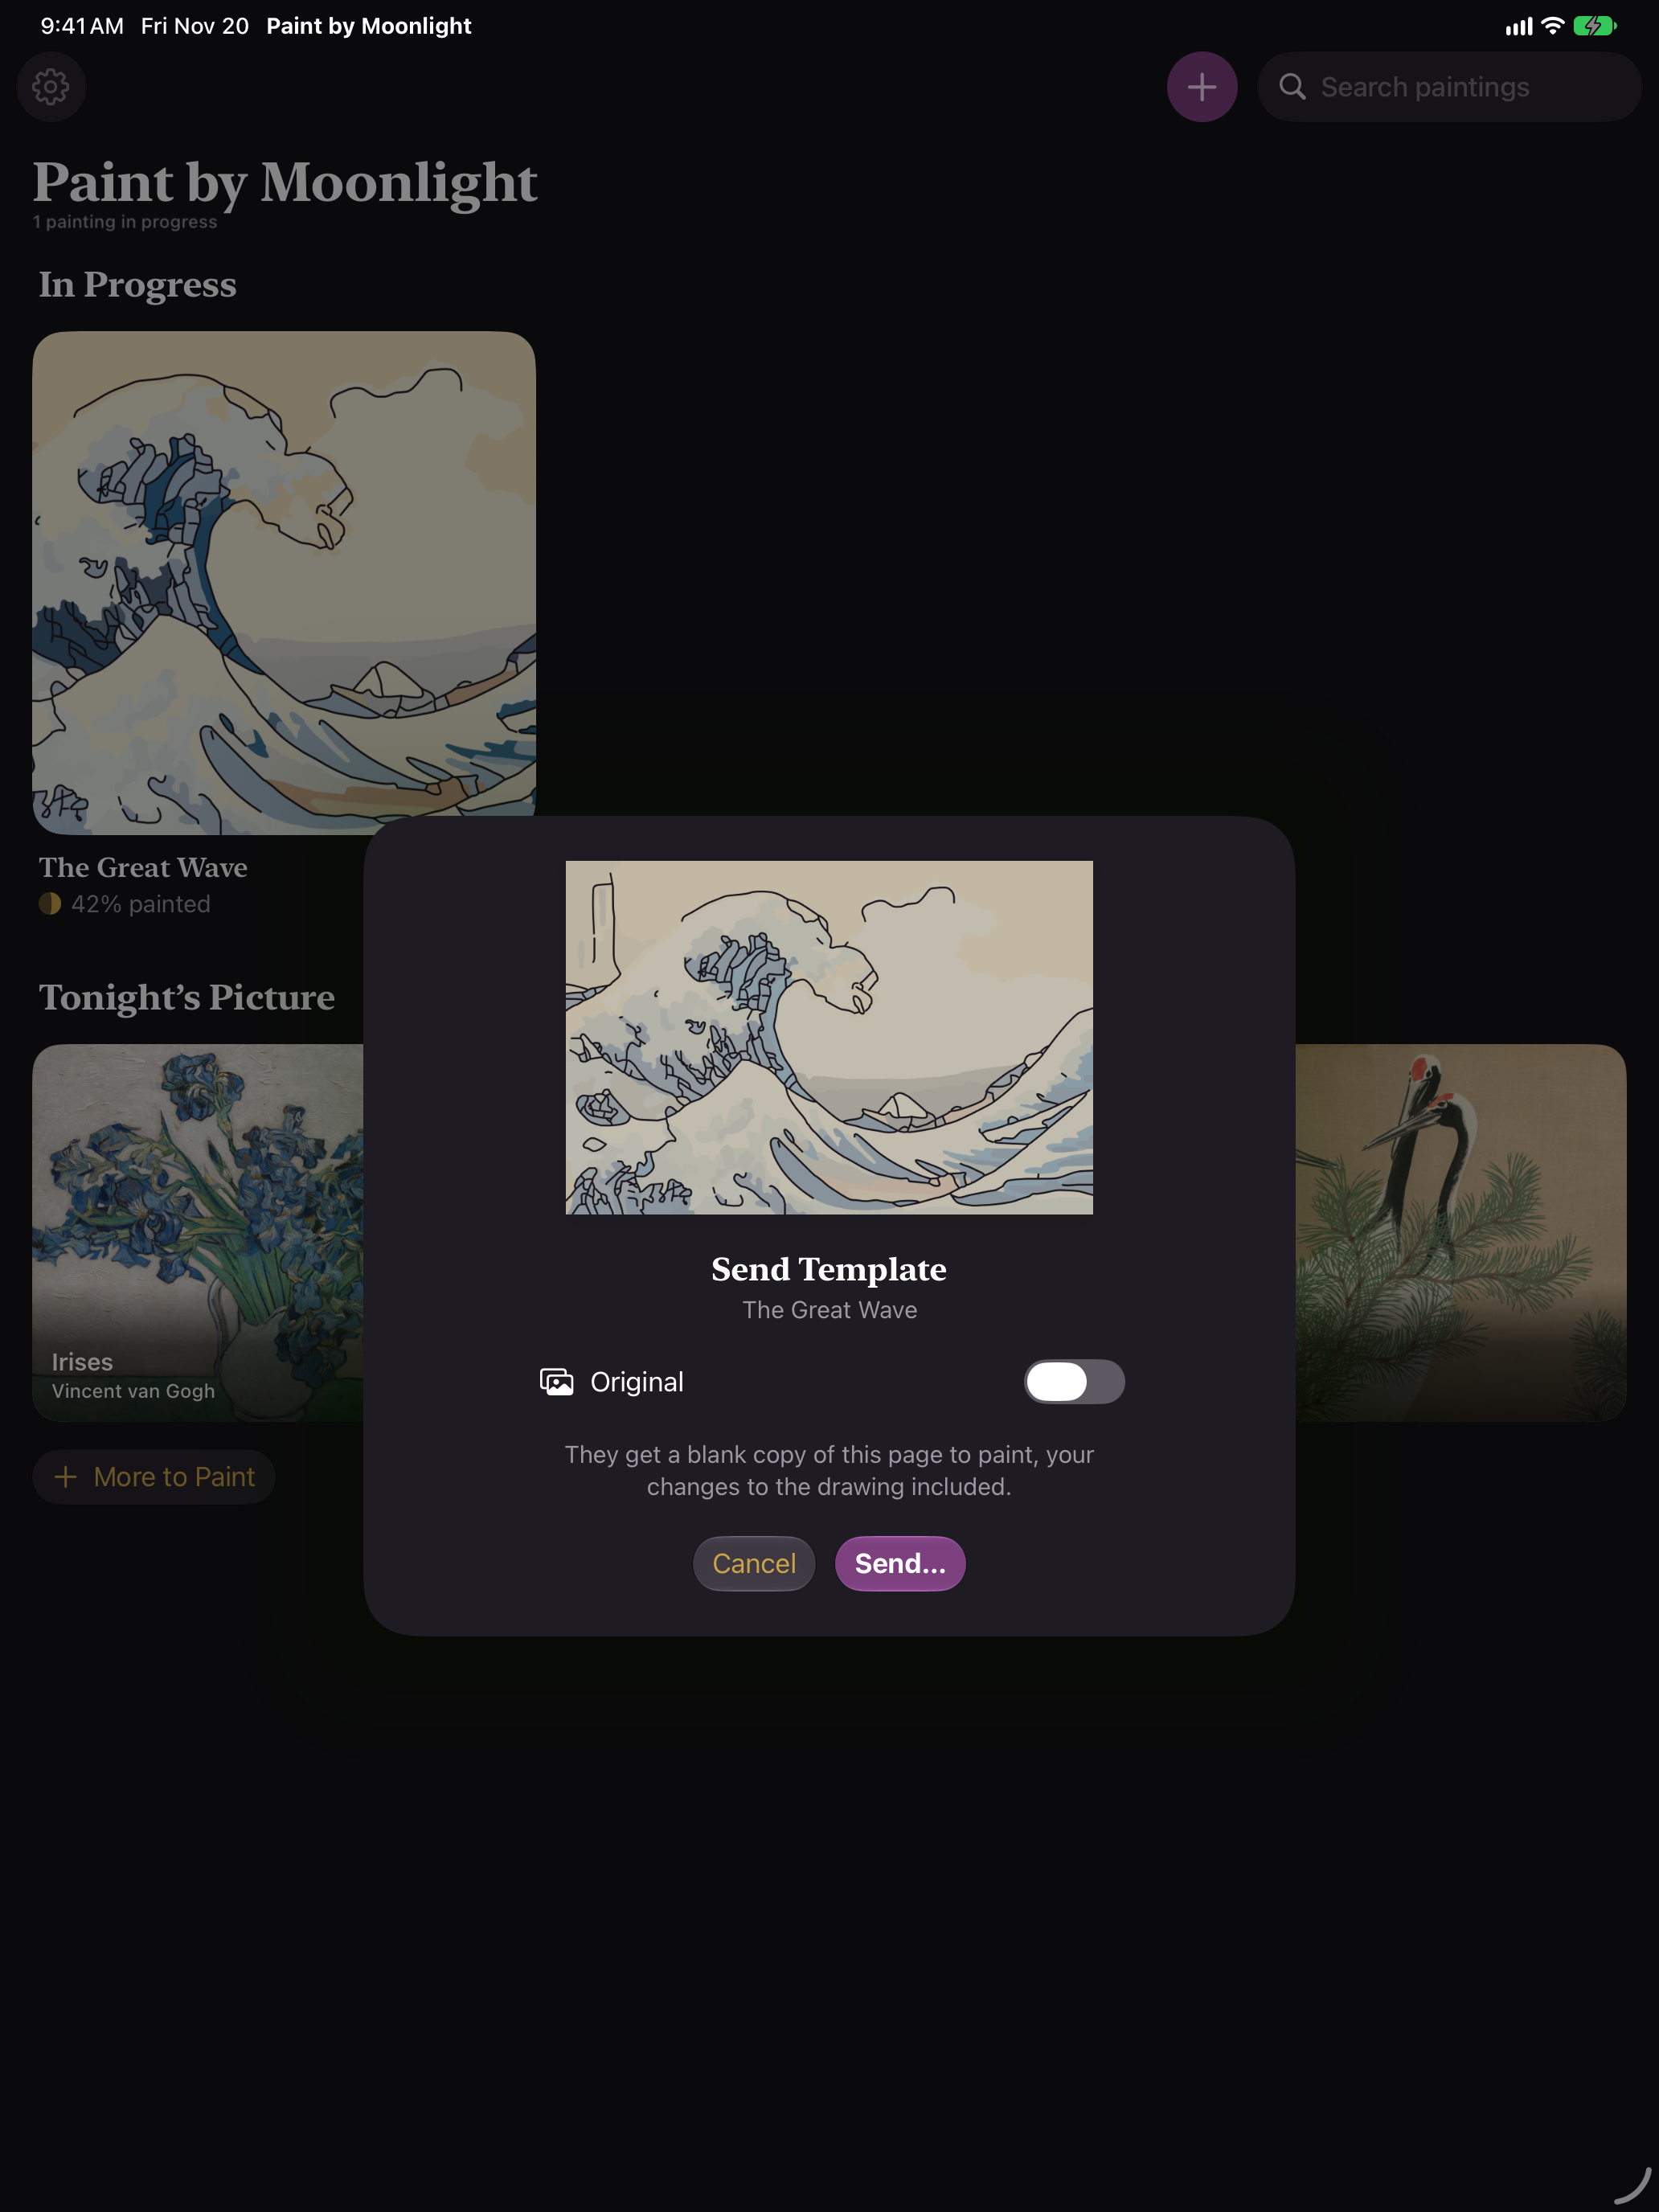 9:41 AM Fri Nov 20 Paint by Moonlight
Search paintings
Paint by Moonlight
1 painting in progress
In Progress
The Great Wave
42% painted
Tonight’s Picture
Irises
Vincent van Gogh
More to Paint
Send Template
The Great Wave
Original
They get a blank copy of this page to paint, your
changes to the drawing included.
Cancel
Send...